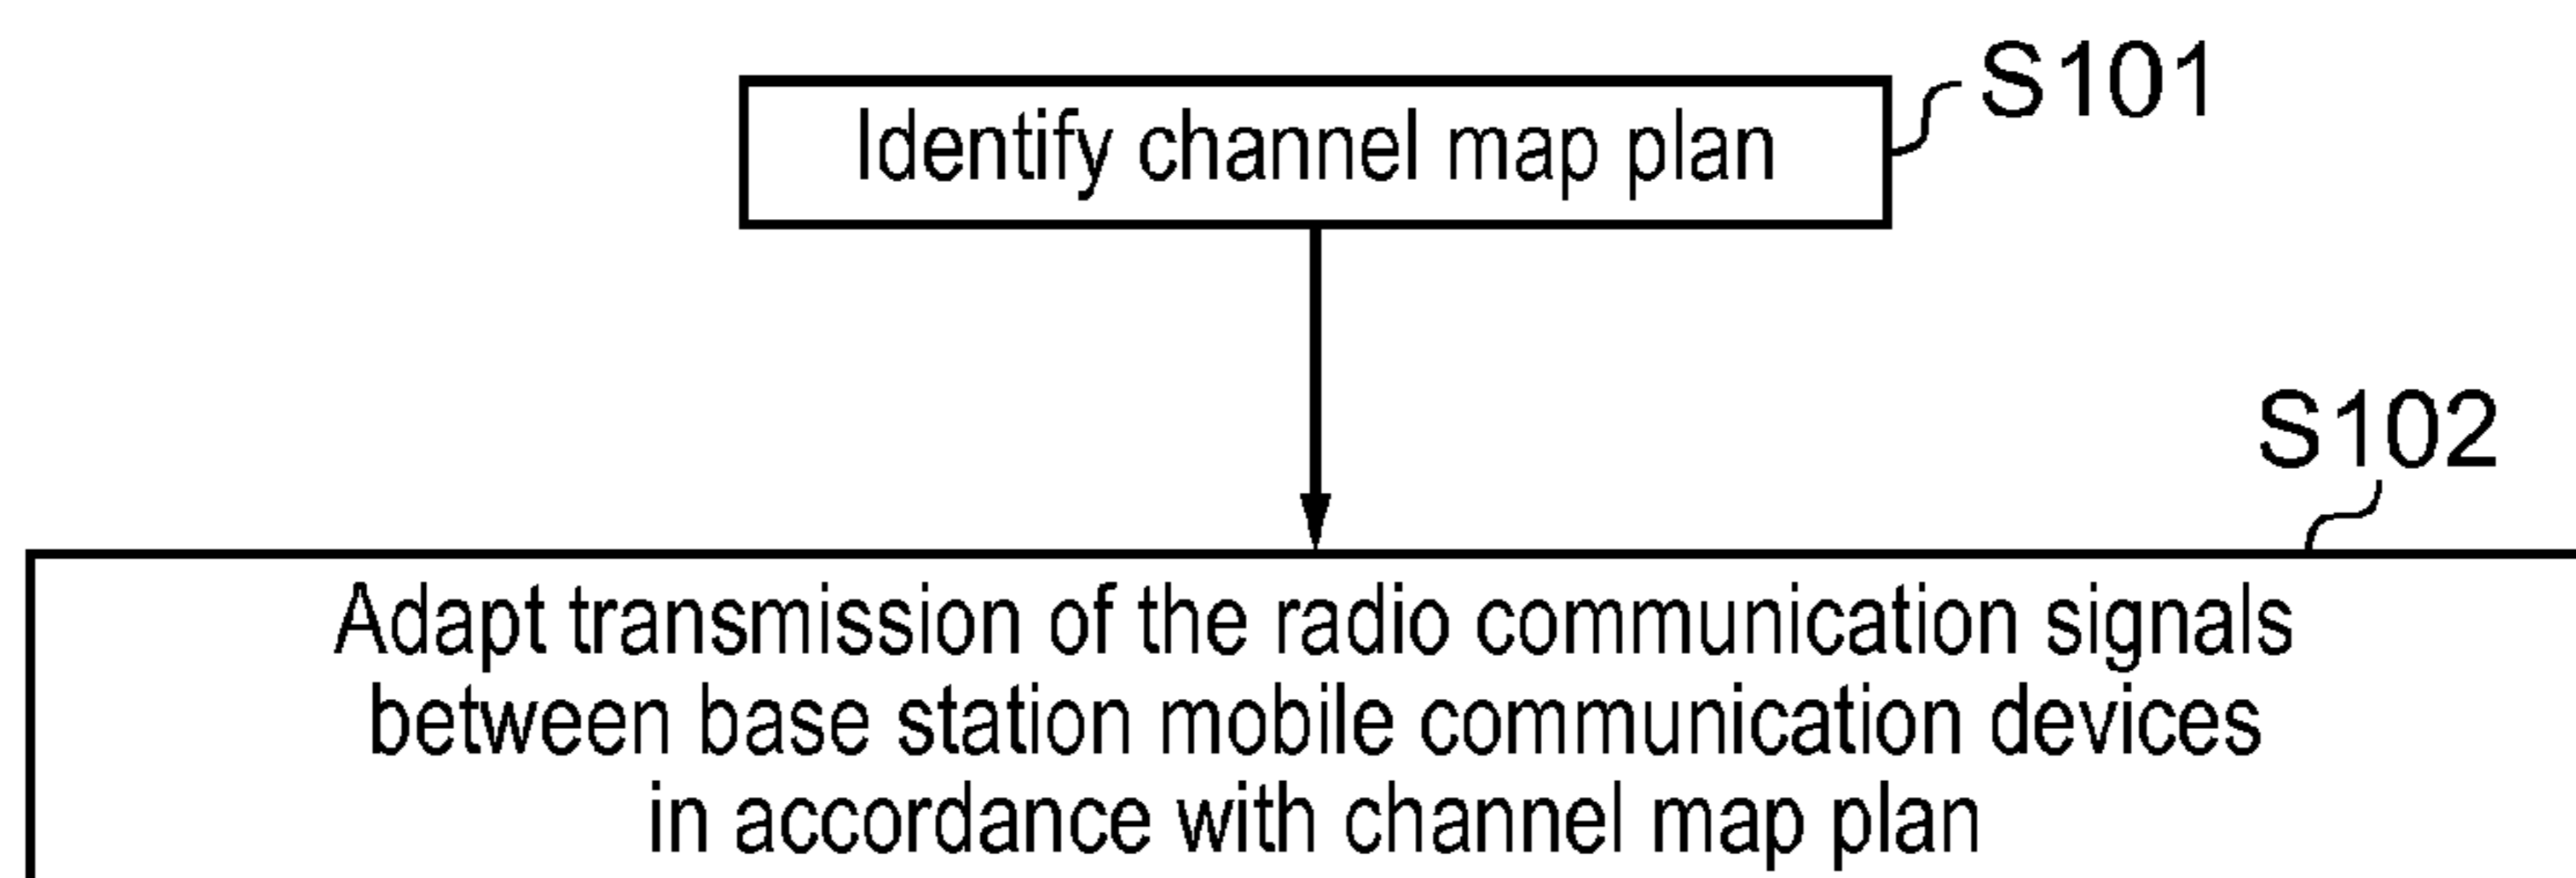 Identify channel map plan
S101
S102
Adapt transmission of the radio communication signals
between base station mobile communication devices
in accordance with channel map plan